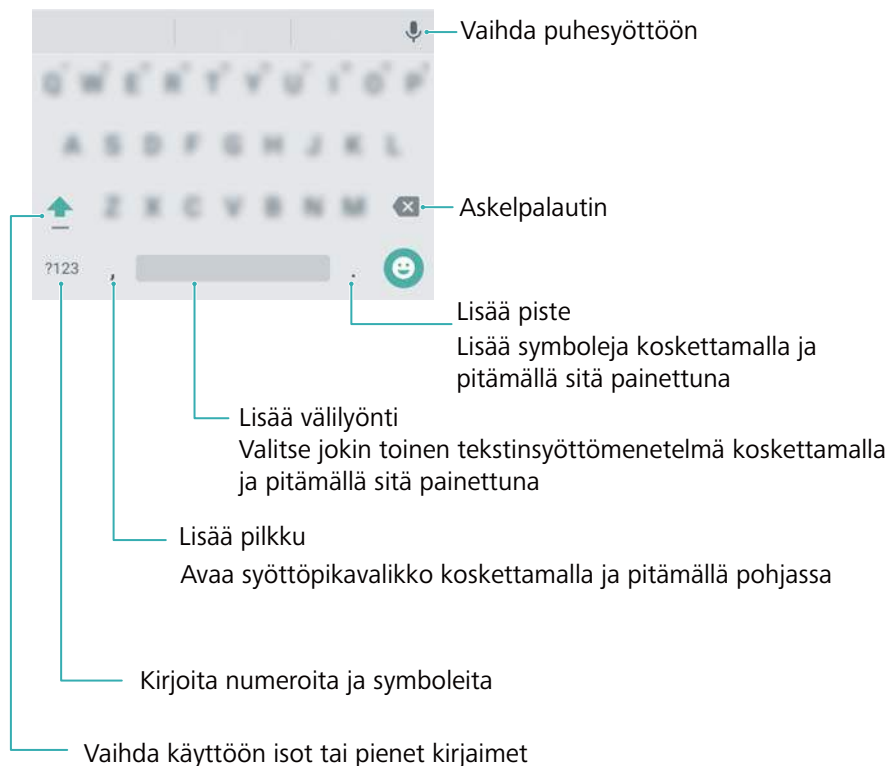 Vaihda puhesyöttöön
Q W E R T Y U I O P
A S D F G H J K L
Z X C V B N M
Askelpalautin
?123 , .
Lisää piste
Lisää symboleja koskettamalla ja
pitämällä sitä painettuna
Lisää välilyönti
Valitse jokin toinen tekstinsyöttömenetelmä koskettamalla
ja pitämällä sitä painettuna
Lisää pilkku
Avaa syöttöpikavalikko koskettamalla ja pitämällä pohjassa
Kirjoita numeroita ja symboleita
Vaihda käyttöön isot tai pienet kirjaimet